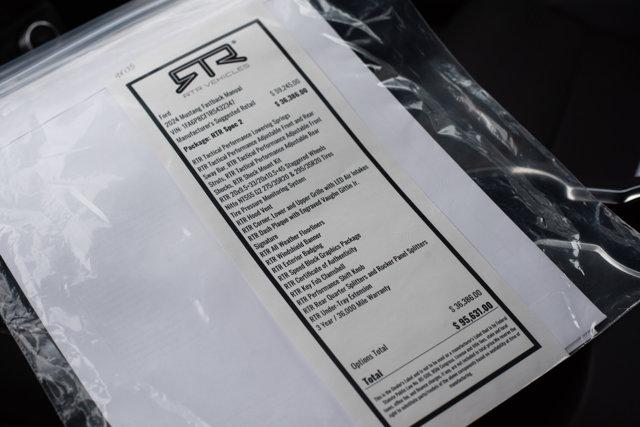 RTR
RTR VEHICLES
Ford
2024 Mustang Fastback Manual $ 59,245.00
Manufacturer's Suggested Retail $ 36,386.00
Package: RTR Spec 2
RTR Tactical Performance Lowering Springs
RTR Tactical Performance Adjustable Front and Rear
Sway Bar, RTR Tactical Performance Adjustable Front
Struts, RTR Tactical Performance Adjustable Rear
Shocks, RTR Shock Mount Kit
RTR 20x9.5+33/20x10.5+45 Staggered Wheels
Nitto NT555 G2 275/35R20 & 295/35R20 Tires
Tire Pressure Monitoring System
RTR Hood Vent
RTR Corner, Lower and Upper Grille with LED Air Intakes
RTR Dash Plaque with Engraved Vaughn Gittin Jr.
Signature
RTR All Weather Floorliners
RTR Windshield Banner
RTR Exterior Badging
RTR Speed Block Graphics Package
RTR Certificate of Authenticity
RTR Key Fob Clamshell
RTR Performance Shift Knob
RTR Rear Quarter Splitters and Rocker Panel Splitters
RTR Under-Tray Extension
3 Year / 36,000 Mile Warranty
Options Total $ 36,386.00
Total $ 95,631.00